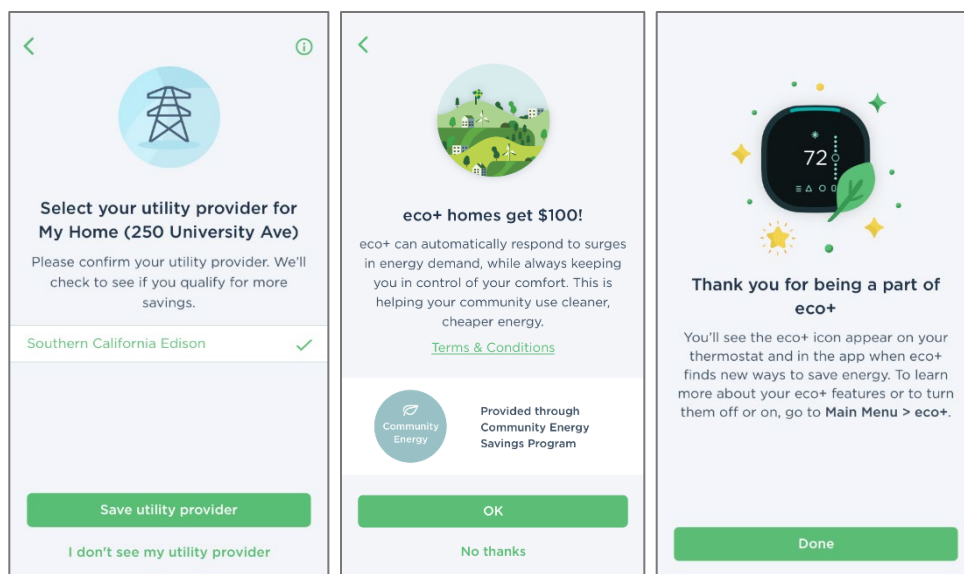 Select your utility provider for
My Home (250 University Ave)
Please confirm your utility provider. We'll
check to see if you qualify for more
savings.
Southern California Edison
Save utility provider
I don't see my utility provider
eco+ homes get $100!
eco+ can automatically respond to surges
in energy demand, while always keeping
you in control of your comfort. This is
helping your community use cleaner,
cheaper energy.
Terms & Conditions
Community
Energy
Provided through
Community Energy
Savings Program
OK
No thanks
72
Thank you for being a part of
eco+
You'll see the eco+ icon appear on your
thermostat and in the app when eco+
finds new ways to save energy. To learn
more about your eco+ features or to turn
them off or on, go to Main Menu > eco+.
Done